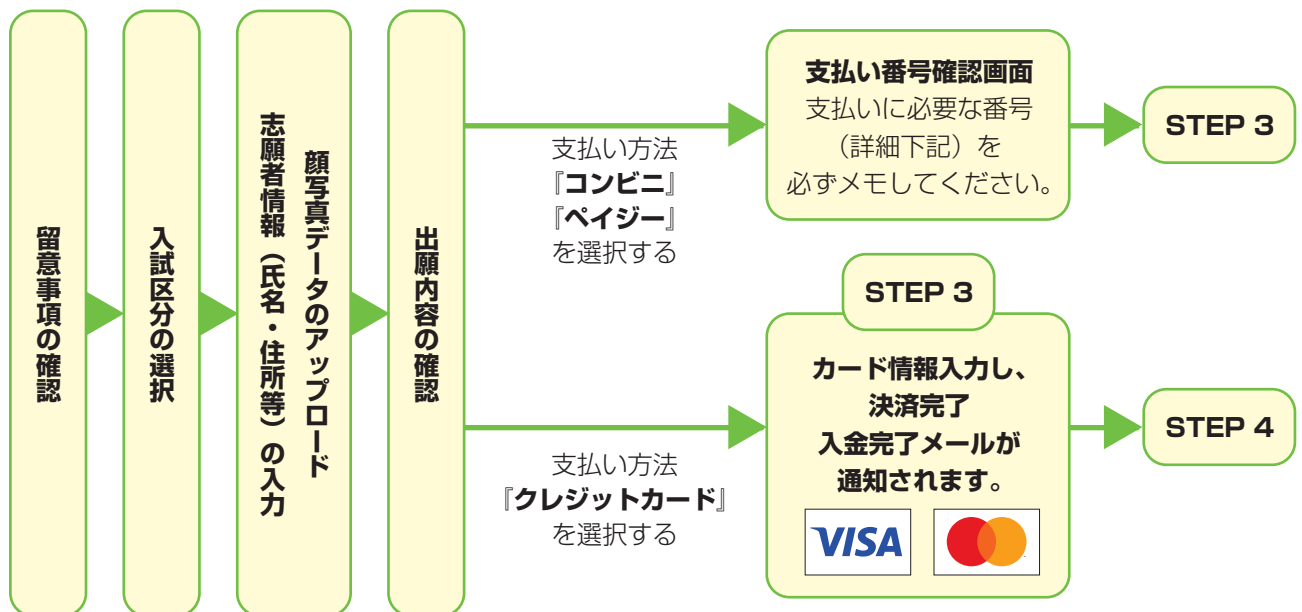 留意事項の確認
入試区分の選択
顔写真データのアップロード
志願者情報（氏名・住所等）の入力
出願内容の確認
支払い方法
『コンビニ』
『ペイジー』
を選択する
支払い番号確認画面
支払いに必要な番号
（詳細下記）を
必ずメモしてください。
STEP 3
支払い方法
『クレジットカード』
を選択する
STEP 3
カード情報入力し、
決済完了
入金完了メールが
通知されます。
VISA
STEP 4